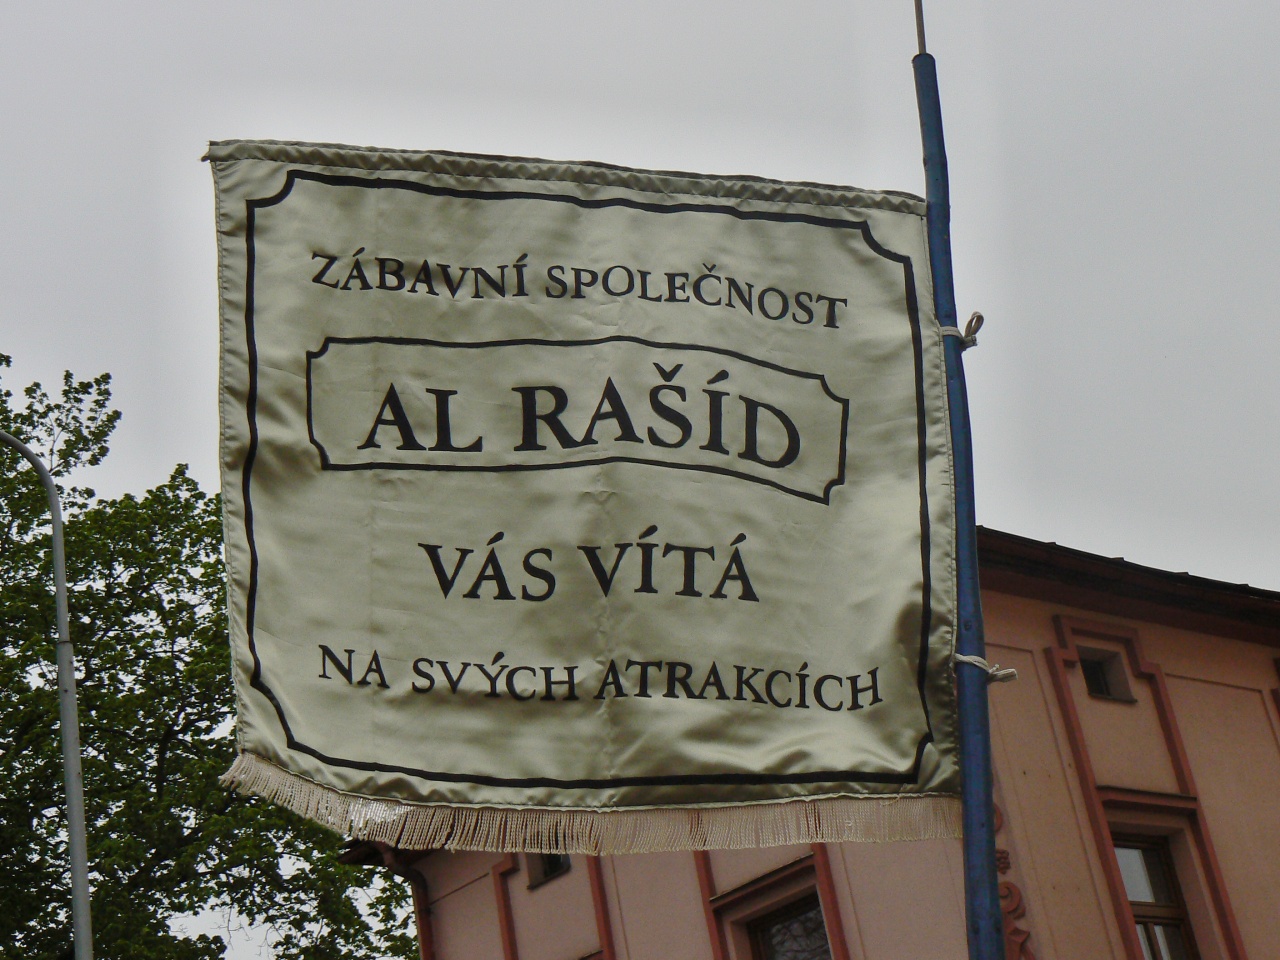 ZÁBAVNÍ SPOLEČNOST
AL RAŠÍD
VÁS VÍTÁ
NA SVÝCH ATRAKCÍCH